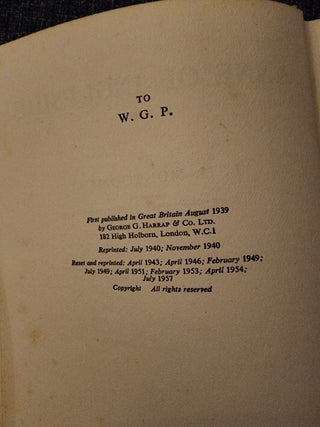 TO
W. G. P.
First published in Great Britain August 1939
by GEORGE G. HARRAP & CO. LTD.
182 High Holborn, London, W.C.1
Reprinted: July 1940; November 1940
Reset and reprinted: April 1943; April 1946; February 1949;
July 1949; April 1951; February 1953; April 1954;
July 1957
Copyright All rights reserved